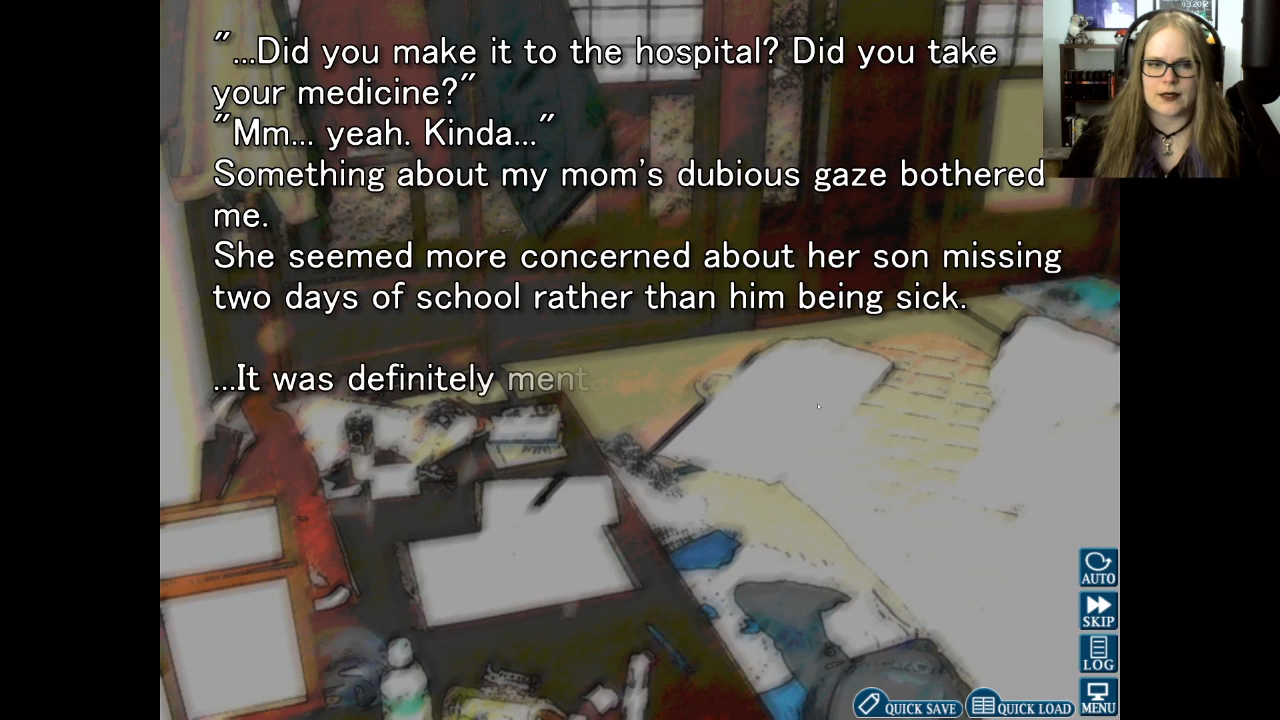 "...Did you make it to the hospital? Did you take
your medicine?"
"Mm... yeah. Kinda..."
Something about my mom's dubious gaze bothered
me.
She seemed more concerned about her son missing
two days of school rather than him being sick.
...It was definitely ment
AUTO
SKIP
LOG
MENU
QUICK SAVE
QUICK LOAD